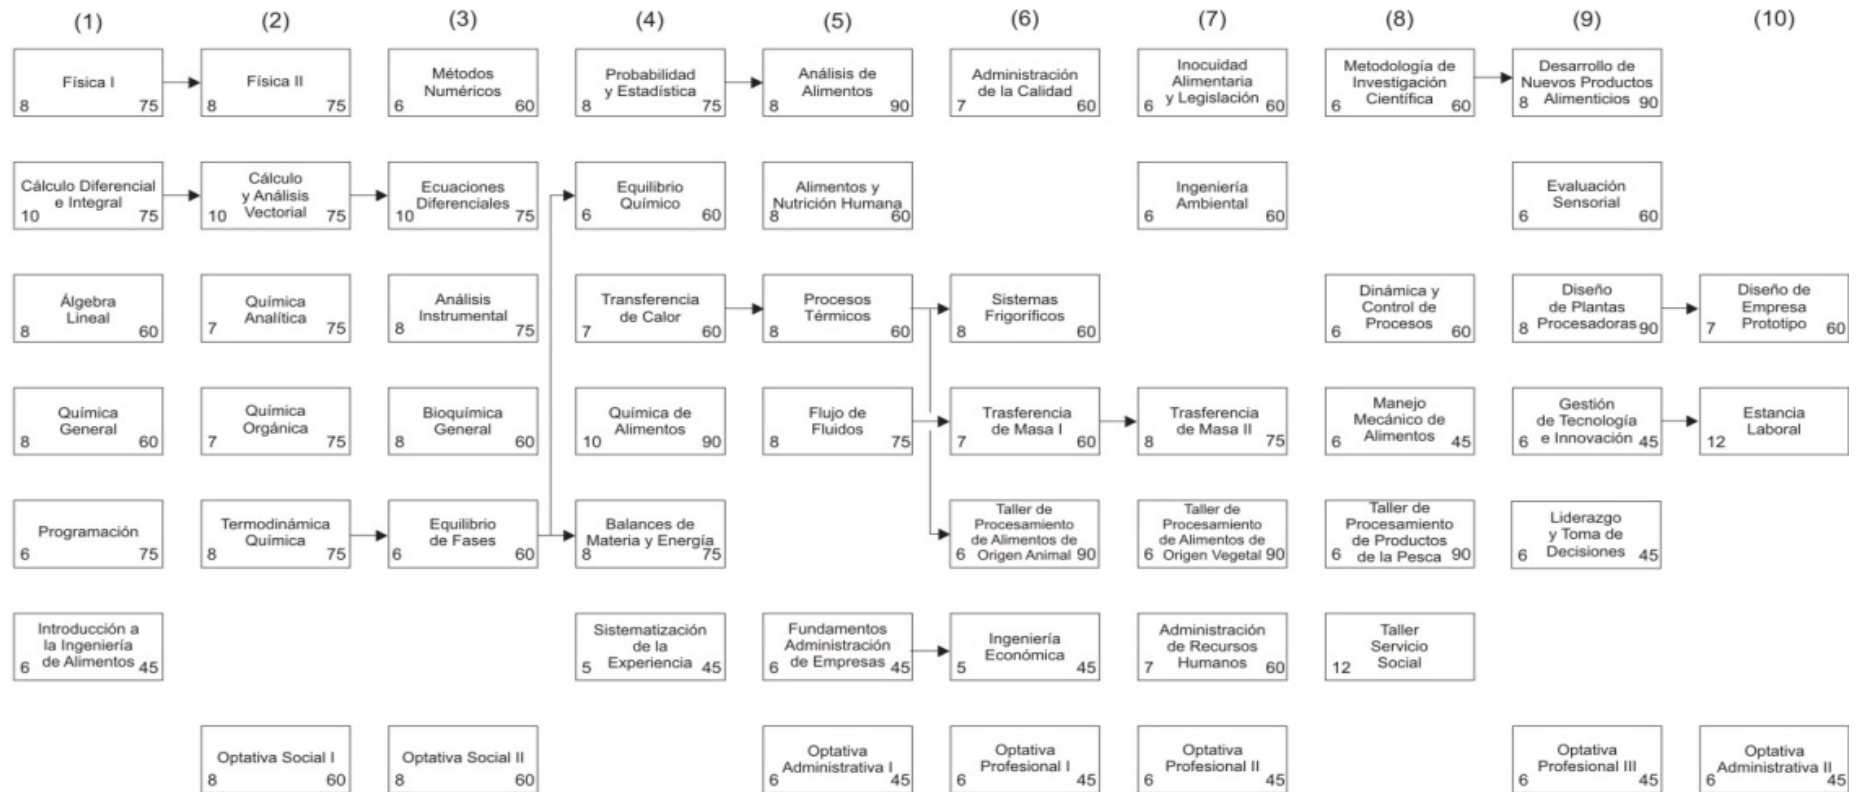 (1) (2) (3) (4) (5) (6) (7) (8) (9) (10)
Física I
8 75
Física II
8 75
Métodos
Numéricos
6 60
Probabilidad
y Estadística
8 75
Análisis de
Alimentos
8 90
Administración
de la Calidad
7 60
Inocuidad
Alimentaria
y Legislación
6 60
Metodología de
Investigación
Científica
6 60
Desarrollo de
Nuevos Productos
Alimenticios
8 90
Cálculo Diferencial
e Integral
10 75
Cálculo
y Análisis
Vectorial
10 75
Ecuaciones
Diferenciales
10 75
Equilibrio
Químico
6 60
Alimentos y
Nutrición Humana
8 60
Ingeniería
Ambiental
6 60
Evaluación
Sensorial
6 60
Álgebra
Lineal
8 60
Química
Analítica
7 75
Análisis
Instrumental
8 75
Transferencia
de Calor
7 60
Procesos
Térmicos
8 60
Sistemas
Frigoríficos
8 60
Dinámica y
Control de
Procesos
6 60
Diseño
de Plantas
Procesadoras
8 90
Diseño de
Empresa
Prototipo
7 60
Química
General
8 60
Química
Orgánica
7 75
Bioquímica
General
8 60
Química de
Alimentos
10 90
Flujo de
Fluidos
8 75
Trasferencia
de Masa I
7 60
Trasferencia
de Masa II
8 75
Manejo
Mecánico de
Alimentos
6 45
Gestión
de Tecnología
e Innovación
6 45
Estancia
Laboral
12
Programación
6 75
Termodinámica
Química
8 75
Equilibrio
de Fases
6 60
Balances de
Materia y Energía
8 75
Taller de
Procesamiento
de Alimentos de
Origen Animal
6 90
Taller de
Procesamiento
de Alimentos de
Origen Vegetal
6 90
Taller de
Procesamiento
de Productos
de la Pesca
6 90
Liderazgo
y Toma de
Decisiones
6 45
Introducción a
la Ingeniería
de Alimentos
6 45
Sistematización
de la
Experiencia
5 45
Fundamentos
Administración
de Empresas
6 45
Ingeniería
Económica
5 45
Administración
de Recursos
Humanos
7 60
Taller
Servicio
Social
12
Optativa Social I
8 60
Optativa Social II
8 60
Optativa
Administrativa I
6 45
Optativa
Profesional I
6 45
Optativa
Profesional II
6 45
Optativa
Profesional III
6 45
Optativa
Administrativa II
6 45